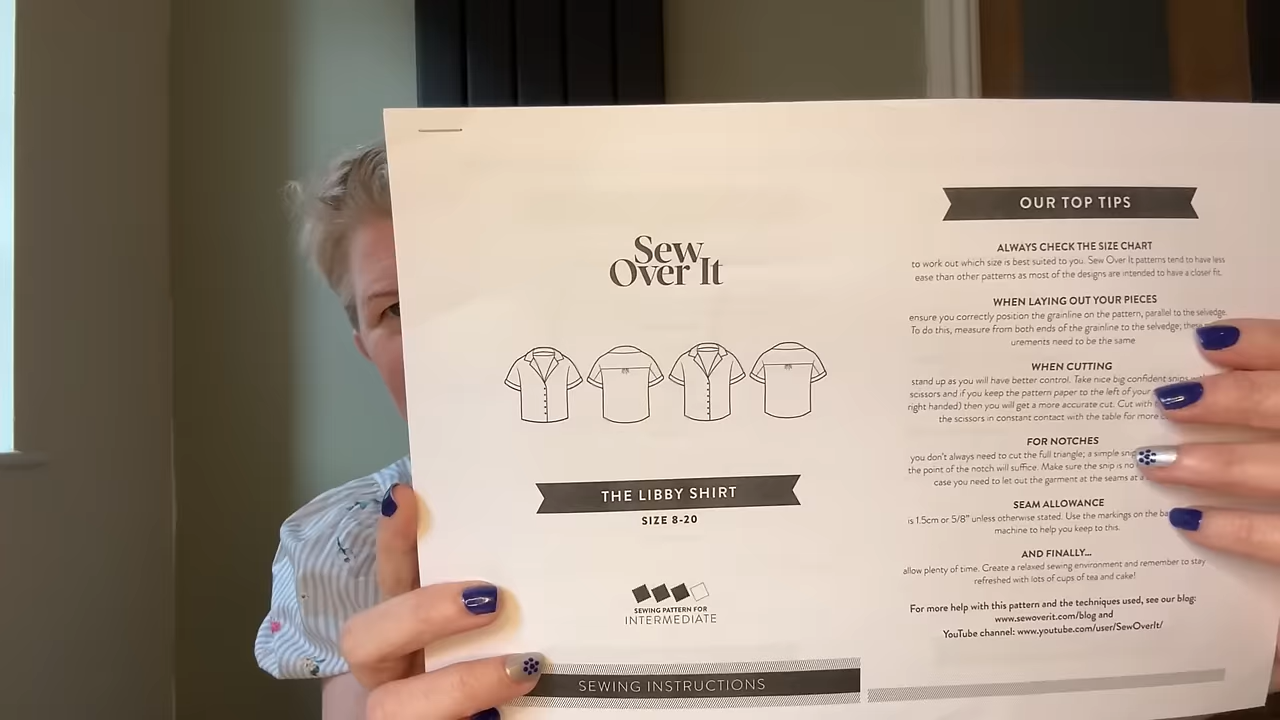 Sew
Over It
THE LIBBY SHIRT
SIZE 8-20
SEWING PATTERN FOR
INTERMEDIATE
SEWING INSTRUCTIONS
OUR TOP TIPS
ALWAYS CHECK THE SIZE CHART
to work out which size is best suited to you. Sew Over It patterns tend to have less
ease than other patterns as most of the designs are intended to have a closer fit.
WHEN LAYING OUT YOUR PIECES
ensure you correctly position the grainline on the pattern, parallel to the selvedge.
To do this, measure from both ends of the grainline to the selvedge;
urements need to be the same
WHEN CUTTING
stand up as you will have better control. Take nice big confident snips
scissors and if you keep the pattern paper to the left of your
right handed) then you will get a more accurate cut. Cut with
the scissors in constant contact with the table for more
FOR NOTCHES
you don't always need to cut the full triangle; a simple
the point of the notch will suffice. Make sure the snip is
case you need to let out the garment at the seams at a
SEAM ALLOWANCE
is 1.5cm or 5/8" unless otherwise stated. Use the markings on the
machine to help you keep to this.
AND FINALLY...
allow plenty of time. Create a relaxed sewing environment and remember to stay
refreshed with lots of cups of tea and cake!
For more help with this pattern and the techniques used, see our blog:
www.sewoverit.com/blog and
YouTube channel: www.youtube.com/user/SewOverIt/